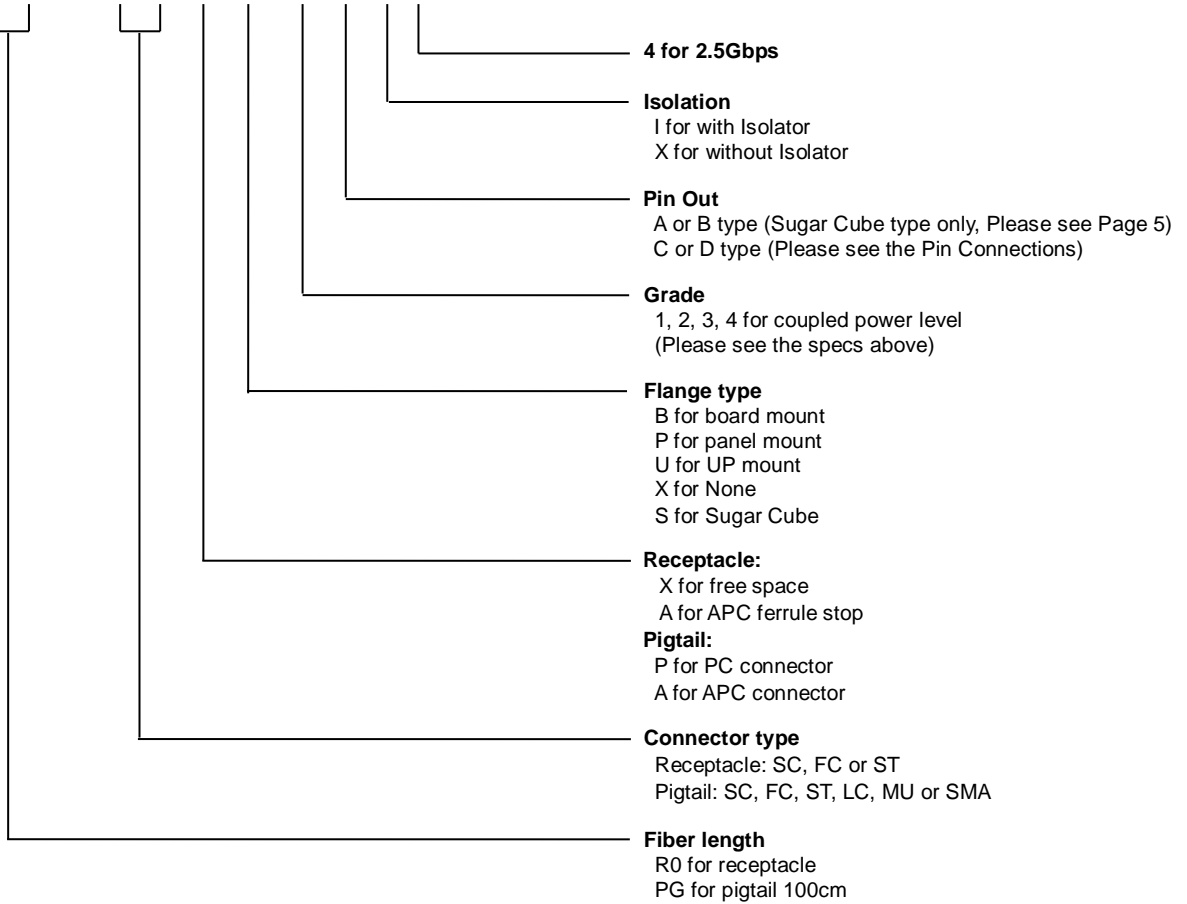 4 for 2.5Gbps
Isolation
I for with Isolator
X for without Isolator
Pin Out
A or B type (Sugar Cube type only, Please see Page 5)
C or D type (Please see the Pin Connections)
Grade
1, 2, 3, 4 for coupled power level
(Please see the specs above)
Flange type
B for board mount
P for panel mount
U for UP mount
X for None
S for Sugar Cube
Receptacle:
X for free space
A for APC ferrule stop
Pigtail:
P for PC connector
A for APC connector
Connector type
Receptacle: SC, FC or ST
Pigtail: SC, FC, ST, LC, MU or SMA
Fiber length
R0 for receptacle
PG for pigtail 100cm